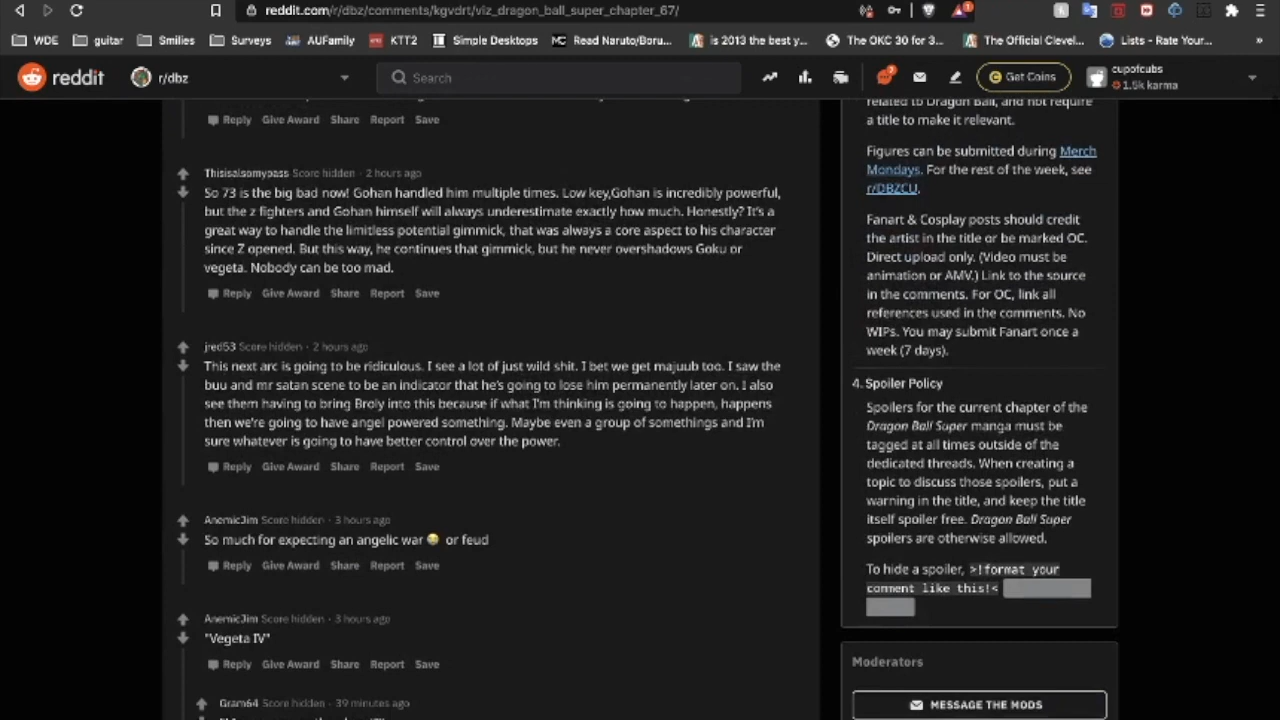 reddit.com/r/dbz/comments/kgvdrt/viz_dragon_ball_super_chapter_67/
WDE guitar Smilies Surveys AUFamily KTT2 Simple Desktops Read Naruto/Boru... is 2013 the best y... The OKC 30 for 3... The Official Clevel... Lists - Rate Your... »
reddit r/dbz Search Get Coins cupofcubs
1.5k karma
Reply Give Award Share Report Save
Thisisalsomypass Score hidden · 2 hours ago
So 73 is the big bad now! Gohan handled him multiple times. Low key,Gohan is incredibly powerful,
but the z fighters and Gohan himself will always underestimate exactly how much. Honestly? It's a
great way to handle the limitless potential gimmick, that was always a core aspect to his character
since Z opened. But this way, he continues that gimmick, but he never overshadows Goku or
vegeta. Nobody can be too mad.
Reply Give Award Share Report Save
jred53 Score hidden · 2 hours ago
This next arc is going to be ridiculous. I see a lot of just wild shit. I bet we get majuub too. I saw the
buu and mr satan scene to be an indicator that he's going to lose him permanently later on. I also
see them having to bring Broly into this because if what I'm thinking is going to happen, happens
then we're going to have angel powered something. Maybe even a group of somethings and I'm
sure whatever is going to have better control over the power.
Reply Give Award Share Report Save
AnemicJim Score hidden · 3 hours ago
So much for expecting an angelic war 😭 or feud
Reply Give Award Share Report Save
AnemicJim Score hidden · 3 hours ago
"Vegeta IV"
Reply Give Award Share Report Save
Gram64 Score hidden · 39 minutes ago
related to Dragon Ball, and not require
a title to make it relevant.
Figures can be submitted during Merch
Mondays. For the rest of the week, see
r/DBZCU.
Fanart & Cosplay posts should credit
the artist in the title or be marked OC.
Direct upload only. (Video must be
animation or AMV.) Link to the source
in the comments. For OC, link all
references used in the comments. No
WIPs. You may submit Fanart once a
week (7 days).
4. Spoiler Policy
Spoilers for the current chapter of the
Dragon Ball Super manga must be
tagged at all times outside of the
dedicated threads. When creating a
topic to discuss those spoilers, put a
warning in the title, and keep the title
itself spoiler free. Dragon Ball Super
spoilers are otherwise allowed.
To hide a spoiler, >!format your
comment like this!<
Moderators
MESSAGE THE MODS